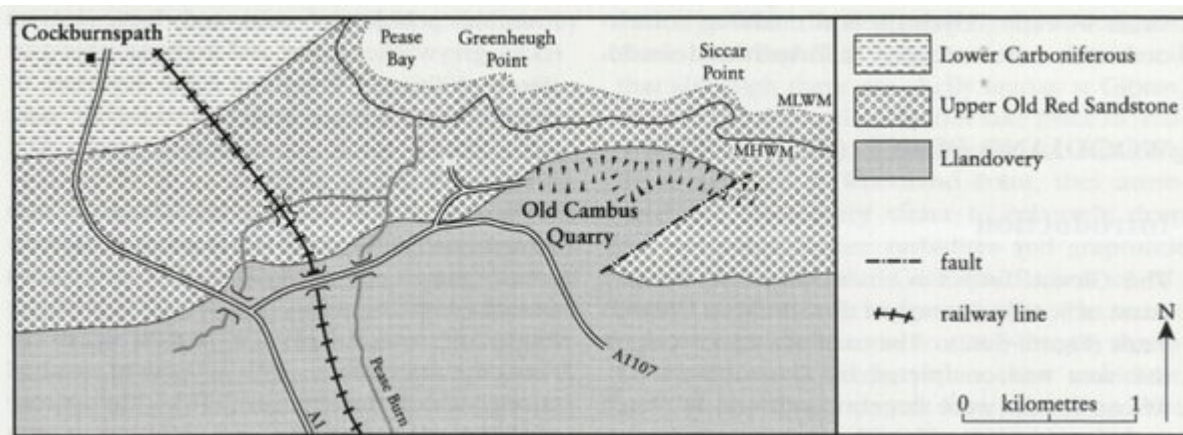 Cockburnspath
Pease
Bay
Greenheugh
Point
Siccar
Point
MLWM
MHWM
Old Cambus
Quarry
A1107
Pease Burn
A1
Lower Carboniferous
Upper Old Red Sandstone
Llandovery
fault
railway line
N
0 kilometres 1